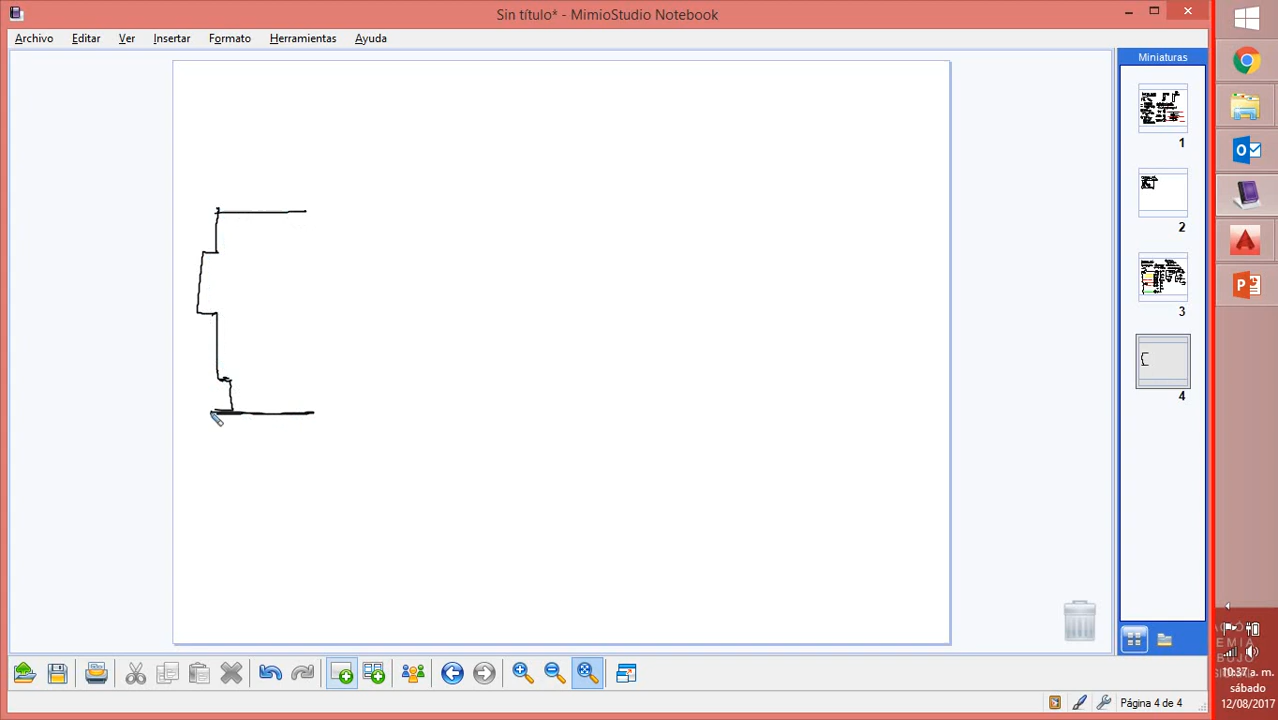 Sin título* - MimioStudio Notebook
Archivo Editar Ver Insertar Formato Herramientas Ayuda
Miniaturas
1
2
3
4
Página 4 de 4
10:37 a. m.
sábado
12/08/2017